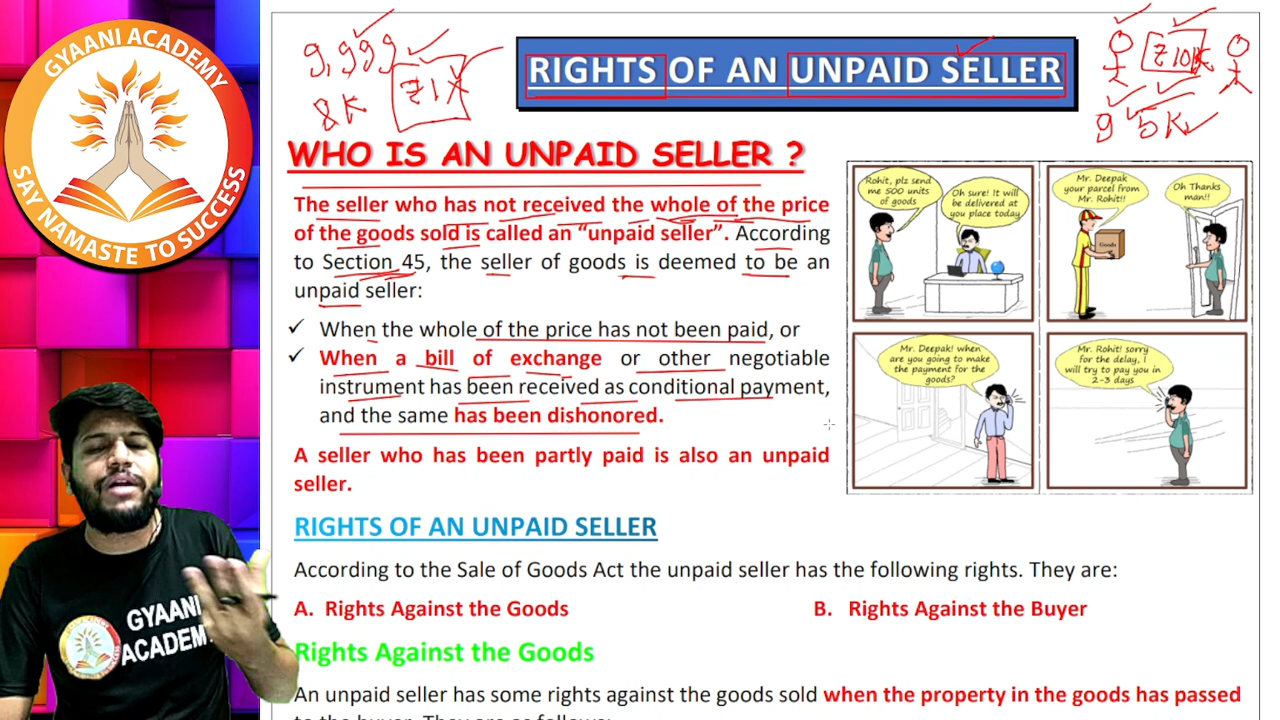 GYAANI ACADEMY
SAY NAMASTE TO SUCCESS
9,999
8K
₹1
RIGHTS OF AN UNPAID SELLER
₹10K
9 5K
WHO IS AN UNPAID SELLER ?
The seller who has not received the whole of the price
of the goods sold is called an “unpaid seller”. According
to Section 45, the seller of goods is deemed to be an
unpaid seller:
✓ When the whole of the price has not been paid, or
✓ When a bill of exchange or other negotiable
instrument has been received as conditional payment,
and the same has been dishonored.
A seller who has been partly paid is also an unpaid
seller.
Rohit, plz send
me 500 units
of goods
Oh sure! It will
be delivered at
you place today
Mr. Deepak
your parcel from
Mr. Rohit!!
Oh Thanks
man!!
Goods
Mr. Deepak! when
are you going to make
the payment for the
goods?
Mr. Rohit! sorry
for the delay, I
will try to pay you in
2-3 days
RIGHTS OF AN UNPAID SELLER
According to the Sale of Goods Act the unpaid seller has the following rights. They are:
A. Rights Against the Goods
B. Rights Against the Buyer
Rights Against the Goods
An unpaid seller has some rights against the goods sold when the property in the goods has passed
to the buyer. They are as follows:
GYAANI
ACADEMY